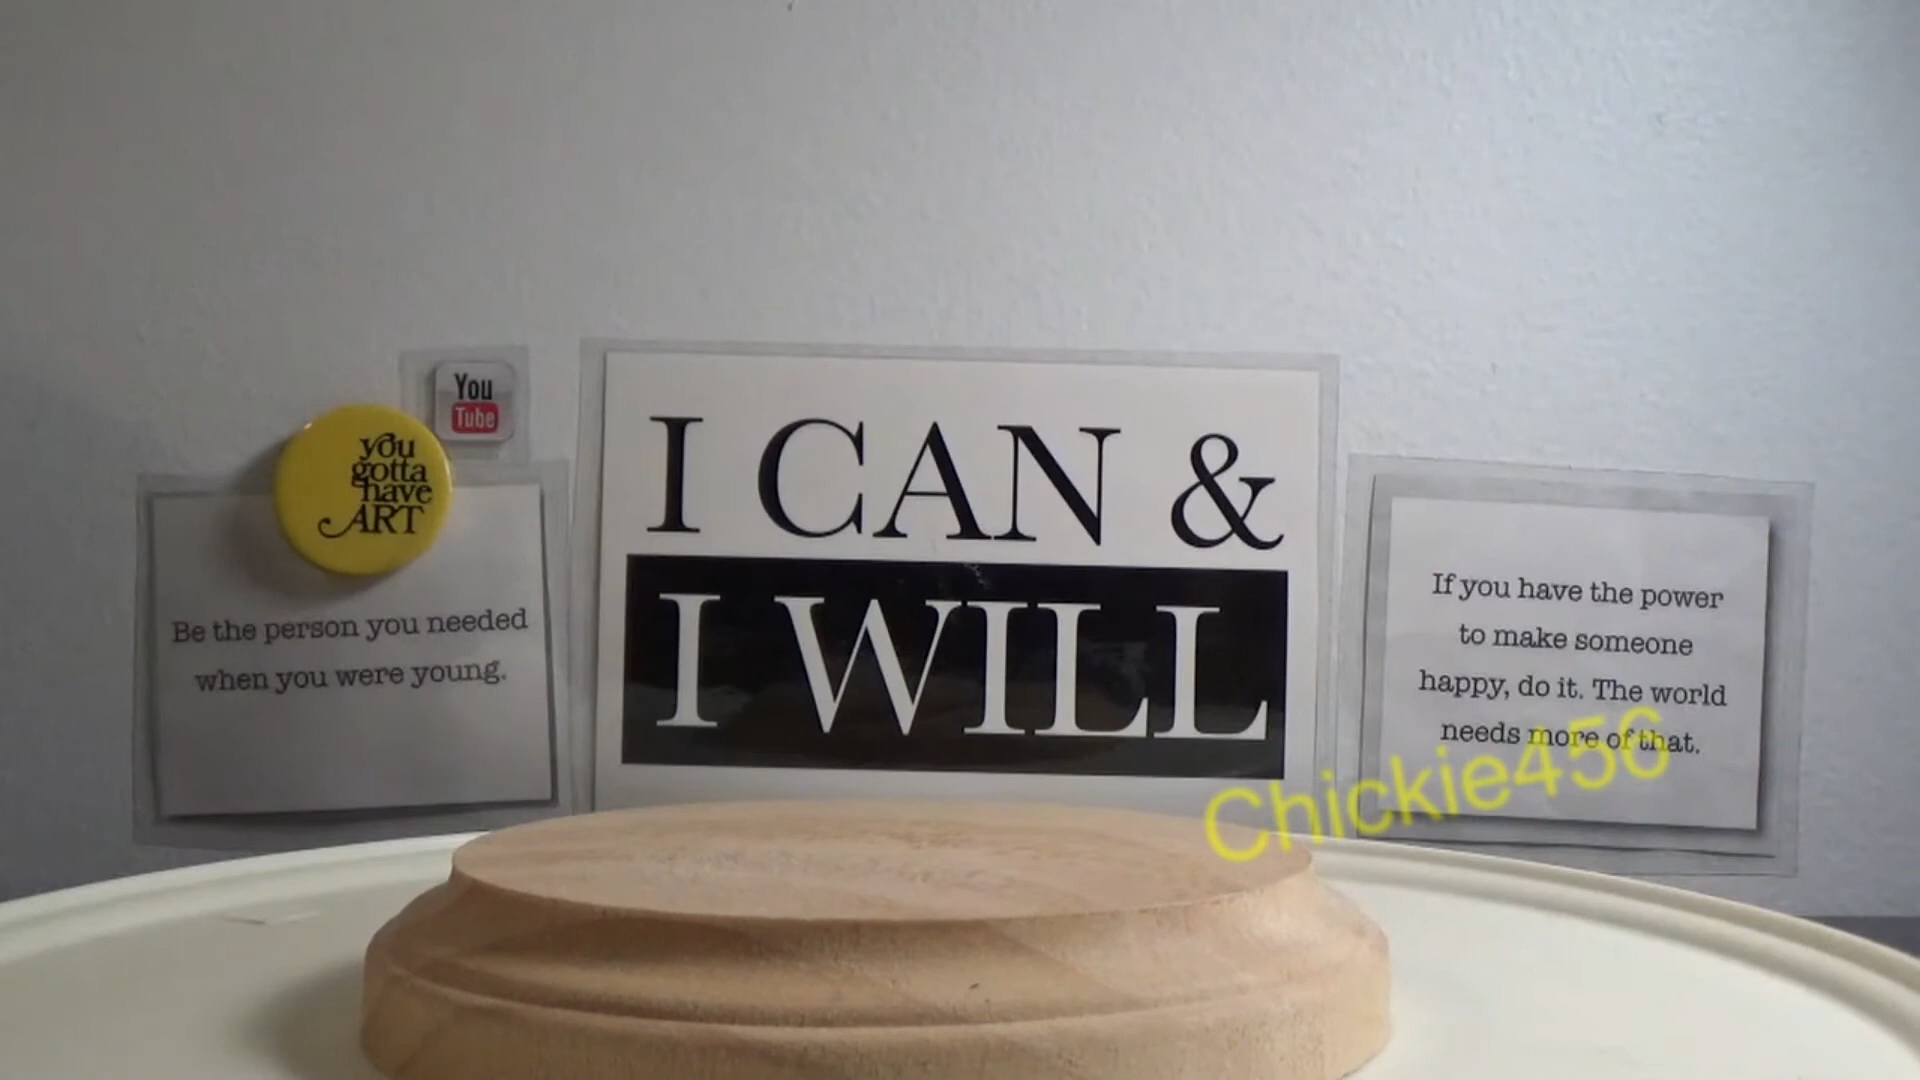 You
Tube
you
gotta
have
ART
Be the person you needed
when you were young.
I CAN &
I WILL
If you have the power
to make someone
happy, do it. The world
needs more of that.
Chickie456